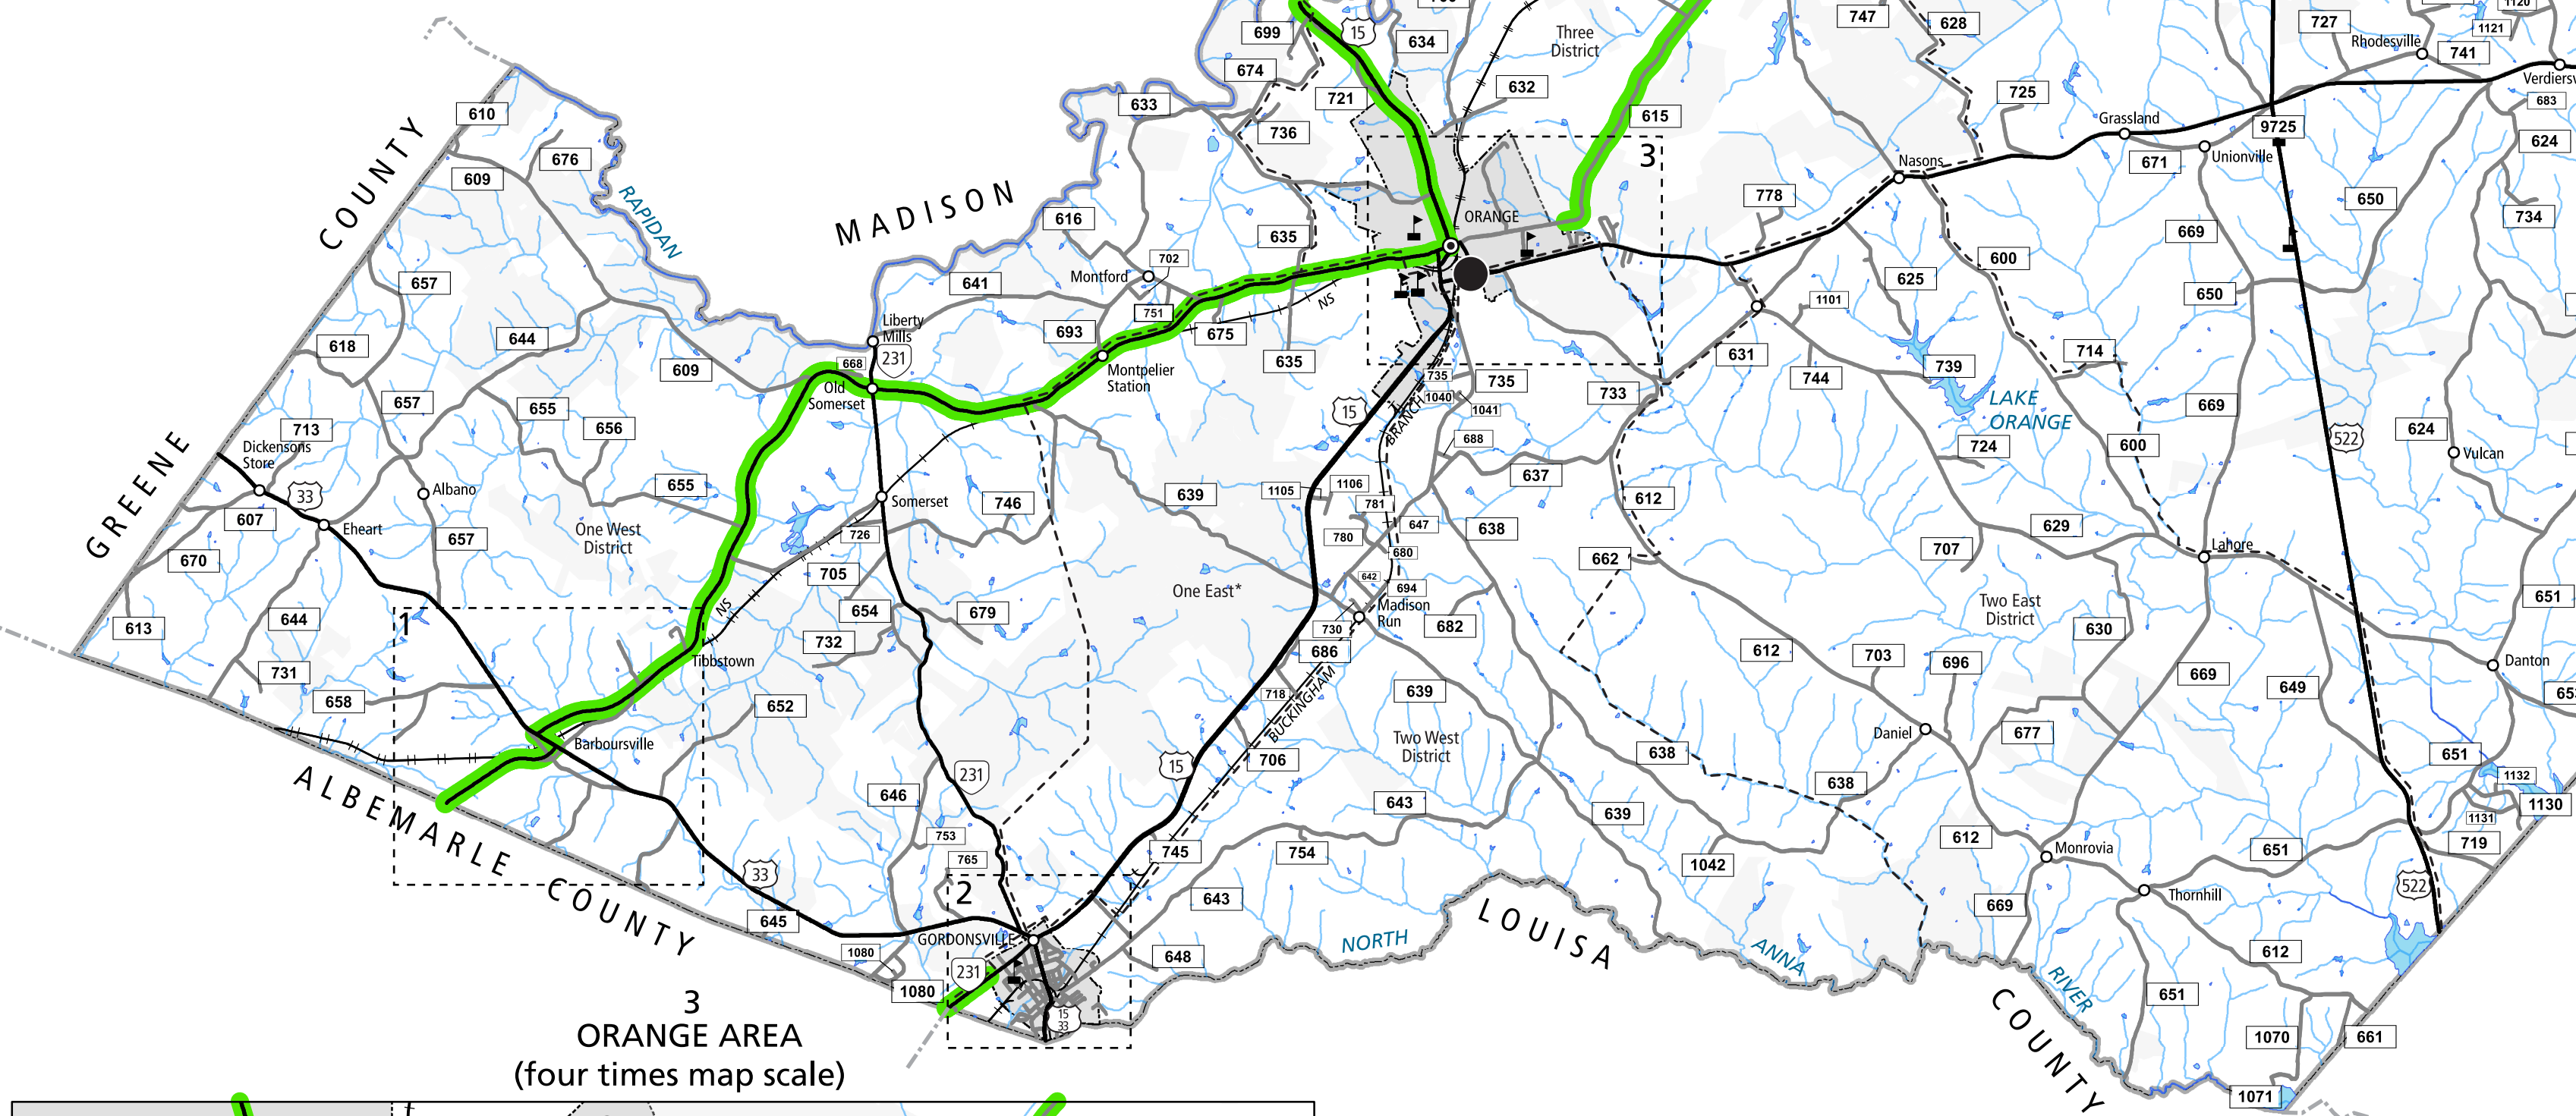 699
15
634
Three
District
747
628
727
1121
1120
Rhodesville
741
Verdiersv
683
674
633
721
632
615
725
9725
Grassland
671
Unionville
624
610
736
3
Nasons
COUNTY
676
609
RAPIDAN
MADISON
616
ORANGE
778
650
734
669
635
600
702
Montford
641
657
751
693
675
NS
625
650
1101
Liberty
Mills
231
668
618
644
609
Old
Somerset
Montpelier
Station
635
631
714
739
744
735
735
733
1040
1041
LAKE
ORANGE
657
655
656
713
15
BRANCH
669
522
624
Vulcan
Dickensons
Store
688
724
600
GREENE
33
Albano
655
639
1105
1106
637
612
607
Eheart
657
One West
District
Somerset
746
781
647
638
780
629
726
680
662
707
Lahore
670
705
642
694
One East*
Madison
Run
654
679
NS
613
644
1
732
730
682
686
Two East
District
630
651
731
Tibbstown
612
703
696
Danton
658
652
718
639
669
649
BUCKINGHAM
Barboursville
Two West
District
Daniel
677
638
651
706
15
231
638
1132
1130
646
643
639
1131
ALBEMARLE
COUNTY
753
612
719
33
765
745
754
1042
Monrovia
651
522
2
643
Thornhill
645
669
LOUISA
GORDONSVILLE
NORTH
ANNA
1080
231
648
612
1080
RIVER
651
COUNTY
15
33
1070
661
1071
3
ORANGE AREA
(four times map scale)